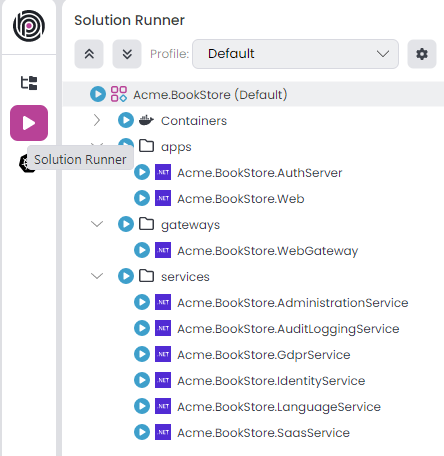 Solution Runner
Profile:
Default
Acme.BookStore (Default)
Containers
apps
Solution Runner
.NET Acme.BookStore.AuthServer
.NET Acme.BookStore.Web
gateways
.NET Acme.BookStore.WebGateway
services
.NET Acme.BookStore.AdministrationService
.NET Acme.BookStore.AuditLoggingService
.NET Acme.BookStore.GdprService
.NET Acme.BookStore.IdentityService
.NET Acme.BookStore.LanguageService
.NET Acme.BookStore.SaasService